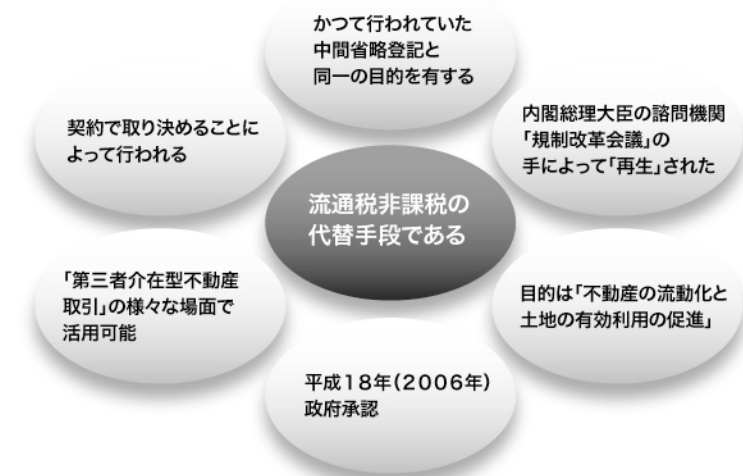 かつて行われていた
中間省略登記と
同一の目的を有する
契約で取り決めることに
よって行われる
内閣総理大臣の諮問機関
「規制改革会議」の
手によって「再生」された
流通税非課税の
代替手段である
「第三者介在型不動産
取引」の様々な場面で
活用可能
目的は「不動産の流動化と
土地の有効利用の促進」
平成18年(2006年)
政府承認